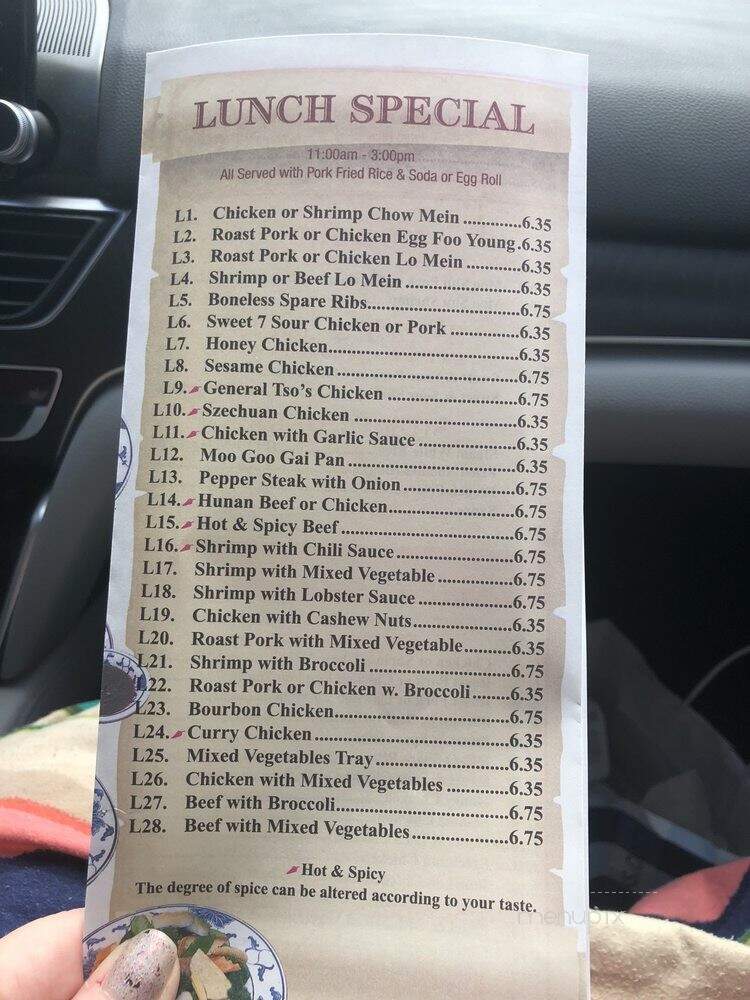 LUNCH SPECIAL
11:00am - 3:00pm
All Served with Pork Fried Rice & Soda or Egg Roll
L1. Chicken or Shrimp Chow Mein ............6.35
L2. Roast Pork or Chicken Egg Foo Young.6.35
L3. Roast Pork or Chicken Lo Mein ...........6.35
L4. Shrimp or Beef Lo Mein ........................6.35
L5. Boneless Spare Ribs................................6.75
L6. Sweet 7 Sour Chicken or Pork ..............6.35
L7. Honey Chicken........................................6.35
L8. Sesame Chicken ......................................6.75
L9. General Tso's Chicken ...........................6.75
L10. Szechuan Chicken ..................................6.35
L11. Chicken with Garlic Sauce ....................6.35
L12. Moo Goo Gai Pan ..................................6.35
L13. Pepper Steak with Onion .......................6.75
L14. Hunan Beef or Chicken..........................6.75
L15. Hot & Spicy Beef ...................................6.75
L16. Shrimp with Chili Sauce ........................6.75
L17. Shrimp with Mixed Vegetable ................6.75
L18. Shrimp with Lobster Sauce ...................6.75
L19. Chicken with Cashew Nuts....................6.35
L20. Roast Pork with Mixed Vegetable..........6.35
L21. Shrimp with Broccoli .............................6.75
L22. Roast Pork or Chicken w. Broccoli.......6.35
L23. Bourbon Chicken...................................6.75
L24. Curry Chicken .......................................6.35
L25. Mixed Vegetables Tray...........................6.35
L26. Chicken with Mixed Vegetables .............6.35
L27. Beef with Broccoli..................................6.75
L28. Beef with Mixed Vegetables...................6.75
Hot & Spicy
The degree of spice can be altered according to your taste.
menupix